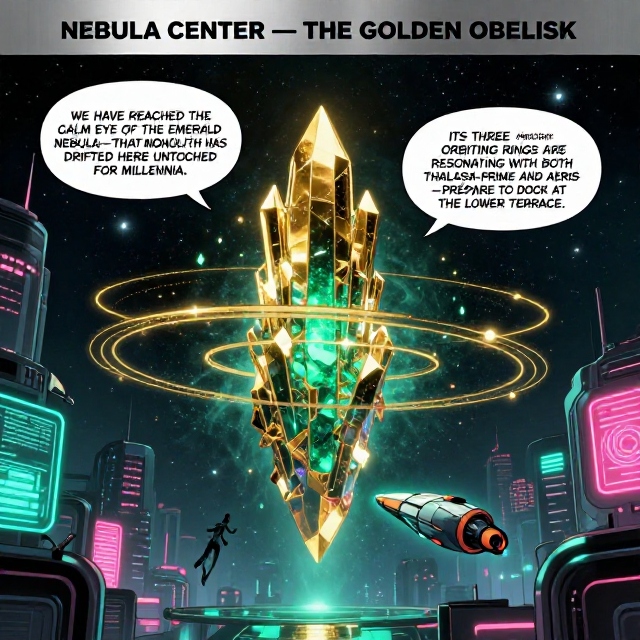 NEBULA CENTER — THE GOLDEN OBELISK
WE HAVE REACHED THE
CALM EYE OF THE EMERALD
NEBULA—THAT MONOLITH HAS
DRIFTED HERE UNTOCHED
FOR MILLENNIA.
ITS THREE
ORBITING RINGS ARE
RESONATING WITH BOTH
THALASA-PRIME AND AERIS
—PREPARE TO DOCK AT
THE LOWER TERRACE.